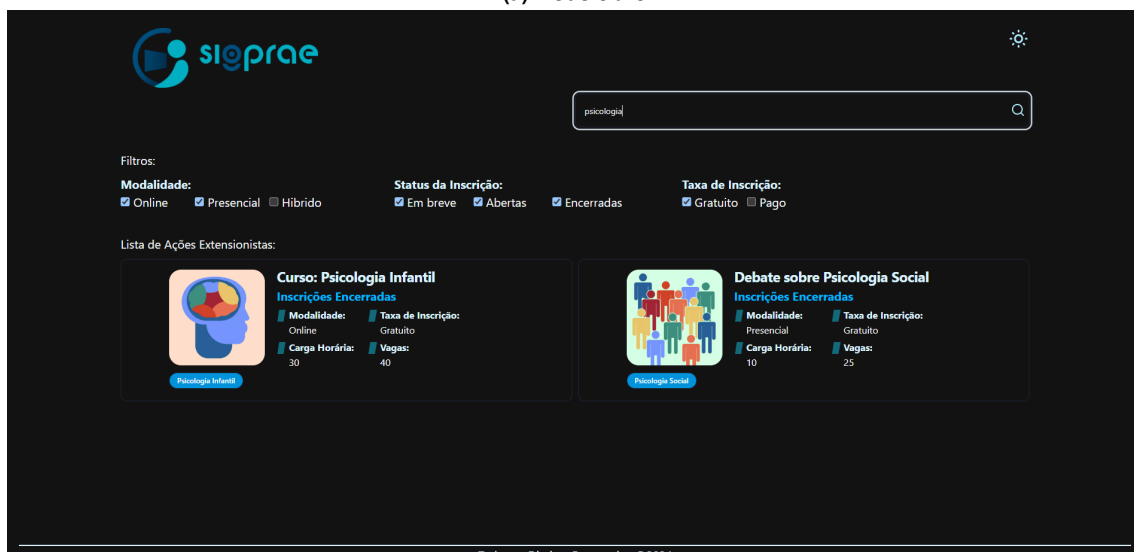 sigprae
psicologia
Filtros:
Modalidade: Status da Inscrição: Taxa de Inscrição:
Online Presencial Hibrido Em breve Abertas Encerradas Gratuito Pago
Lista de Ações Extensionistas:
Curso: Psicologia Infantil
Inscrições Encerradas
Modalidade: Taxa de Inscrição:
Online Gratuito
Carga Horária: Vagas:
30 40
Psicologia Infantil
Debate sobre Psicologia Social
Inscrições Encerradas
Modalidade: Taxa de Inscrição:
Presencial Gratuito
Carga Horária: Vagas:
10 25
Psicologia Social